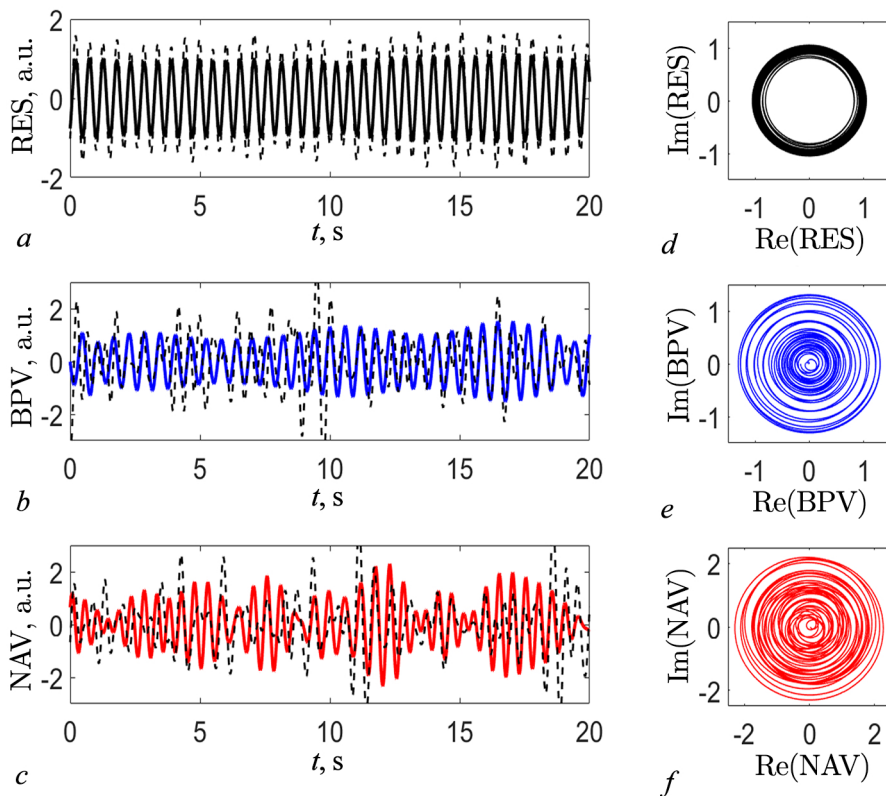 2
RES, a.u.
0
-2
0
5
10
15
20
a
t, s
1
Im(RES)
0
-1
-1
0
1
d
Re(RES)
2
BPV, a.u.
0
-2
0
5
10
15
20
b
t, s
1
Im(BPV)
0
-1
-1
0
1
e
Re(BPV)
2
NAV, a.u.
0
-2
0
5
10
15
20
c
t, s
2
Im(NAV)
0
-2
-2
0
2
f
Re(NAV)